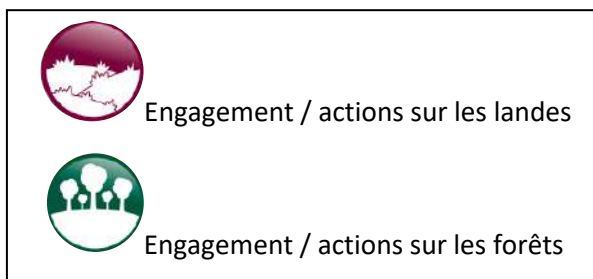 Engagement / actions sur les landes
Engagement / actions sur les forêts